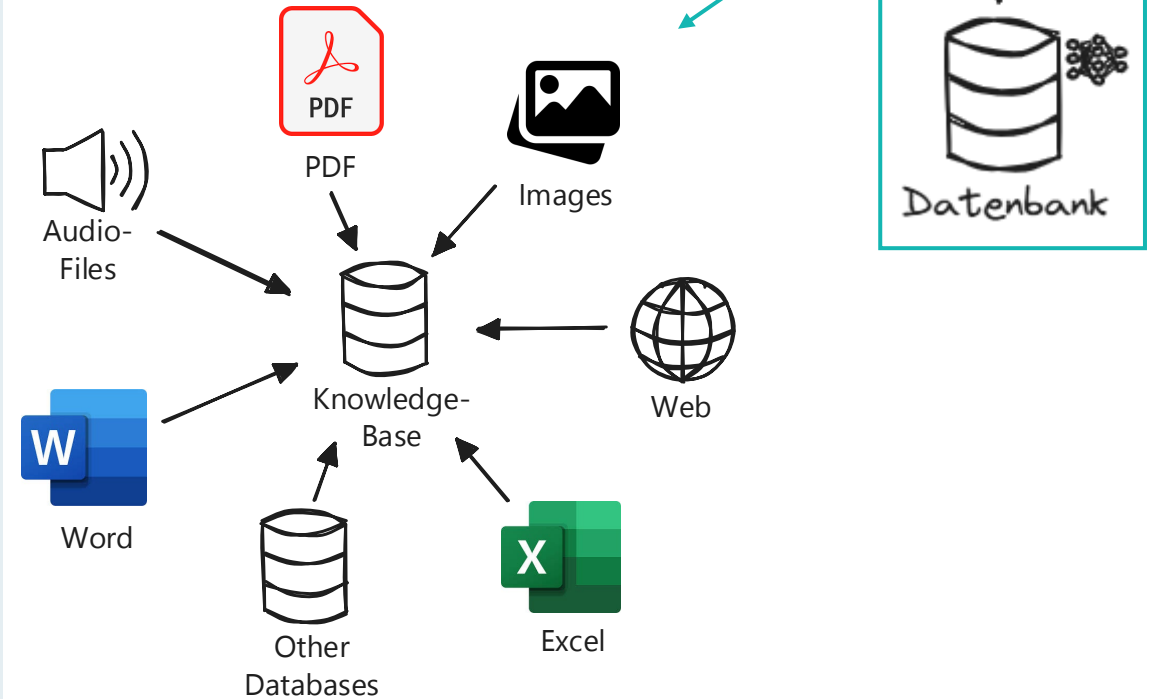 PDF
PDF
Images
Audio-
Files
Datenbank
Knowledge-
Base
Web
W
Word
X
Excel
Other
Databases